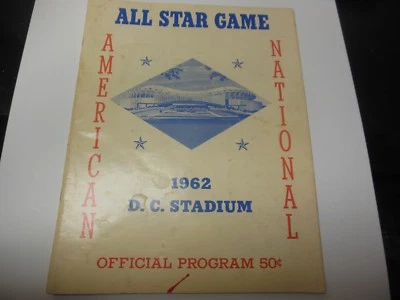 ALL STAR GAME
AMERICAN
NATIONAL
1962
D. C. STADIUM
OFFICIAL PROGRAM 50¢